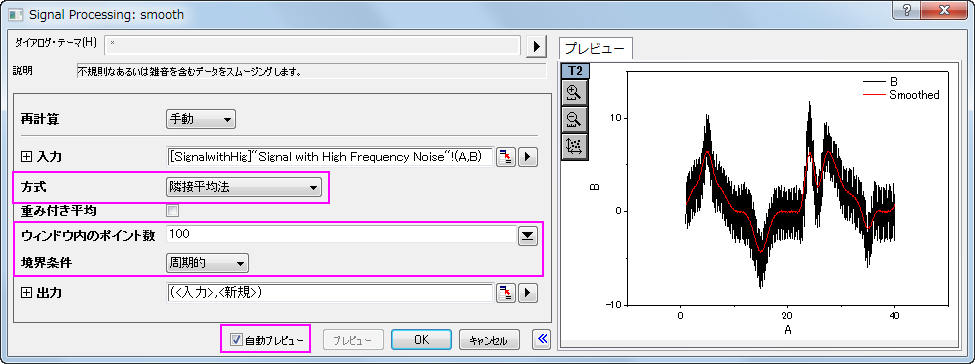 Signal Processing: smooth
ダイアログ・テーマ(H) *
説明 不規則なあるいは雑音を含むデータをスムージングします。
再計算 手動
入力 [SignalwithHig]"Signal with High Frequency Noise"!(A,B)
方式 隣接平均法
重み付き平均
ウィンドウ内のポイント数 100
境界条件 周期的
出力 (<入力>,<新規>)
自動プレビュー プレビュー OK キャンセル
プレビュー
T2
B
Smoothed
10
0
-10
B
0 20 40
A